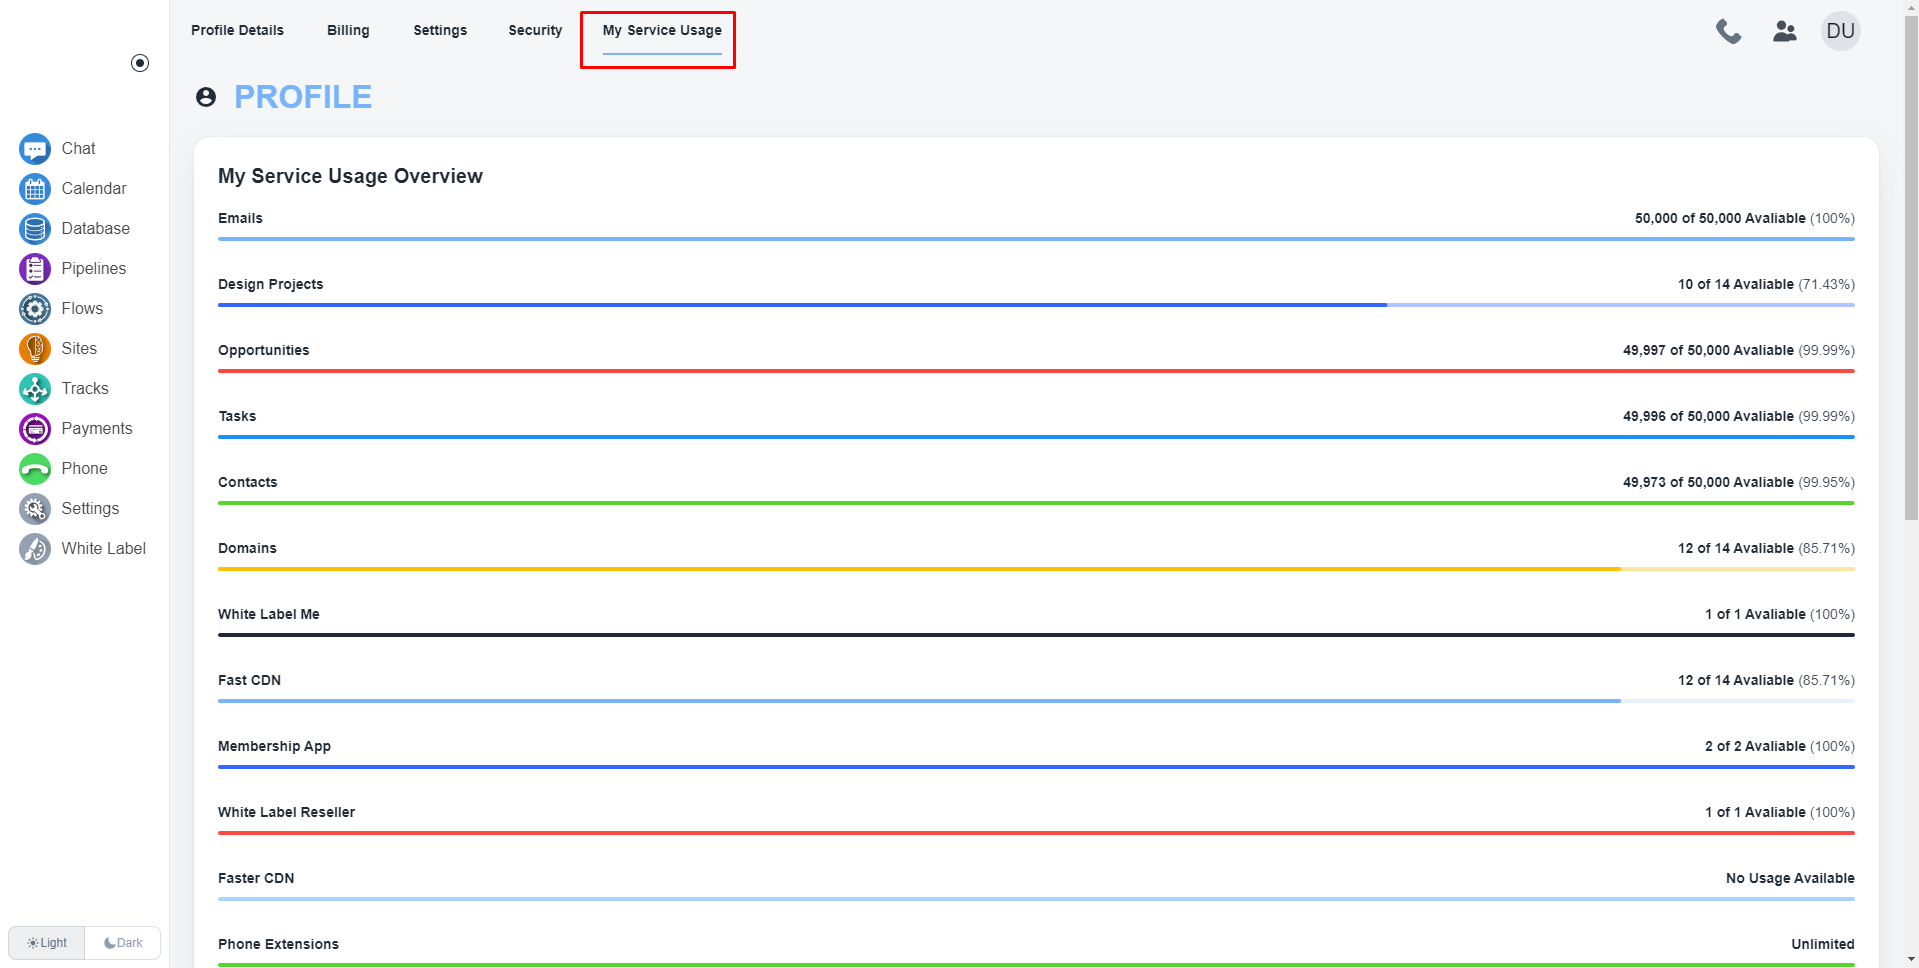 Profile Details Billing Settings Security My Service Usage DU
PROFILE
Chat
Calendar
Database
Pipelines
Flows
Sites
Tracks
Payments
Phone
Settings
White Label
Light Dark
My Service Usage Overview
Emails 50,000 of 50,000 Avaliable (100%)
Design Projects 10 of 14 Avaliable (71.43%)
Opportunities 49,997 of 50,000 Avaliable (99.99%)
Tasks 49,996 of 50,000 Avaliable (99.99%)
Contacts 49,973 of 50,000 Avaliable (99.95%)
Domains 12 of 14 Avaliable (85.71%)
White Label Me 1 of 1 Avaliable (100%)
Fast CDN 12 of 14 Avaliable (85.71%)
Membership App 2 of 2 Avaliable (100%)
White Label Reseller 1 of 1 Avaliable (100%)
Faster CDN No Usage Available
Phone Extensions Unlimited